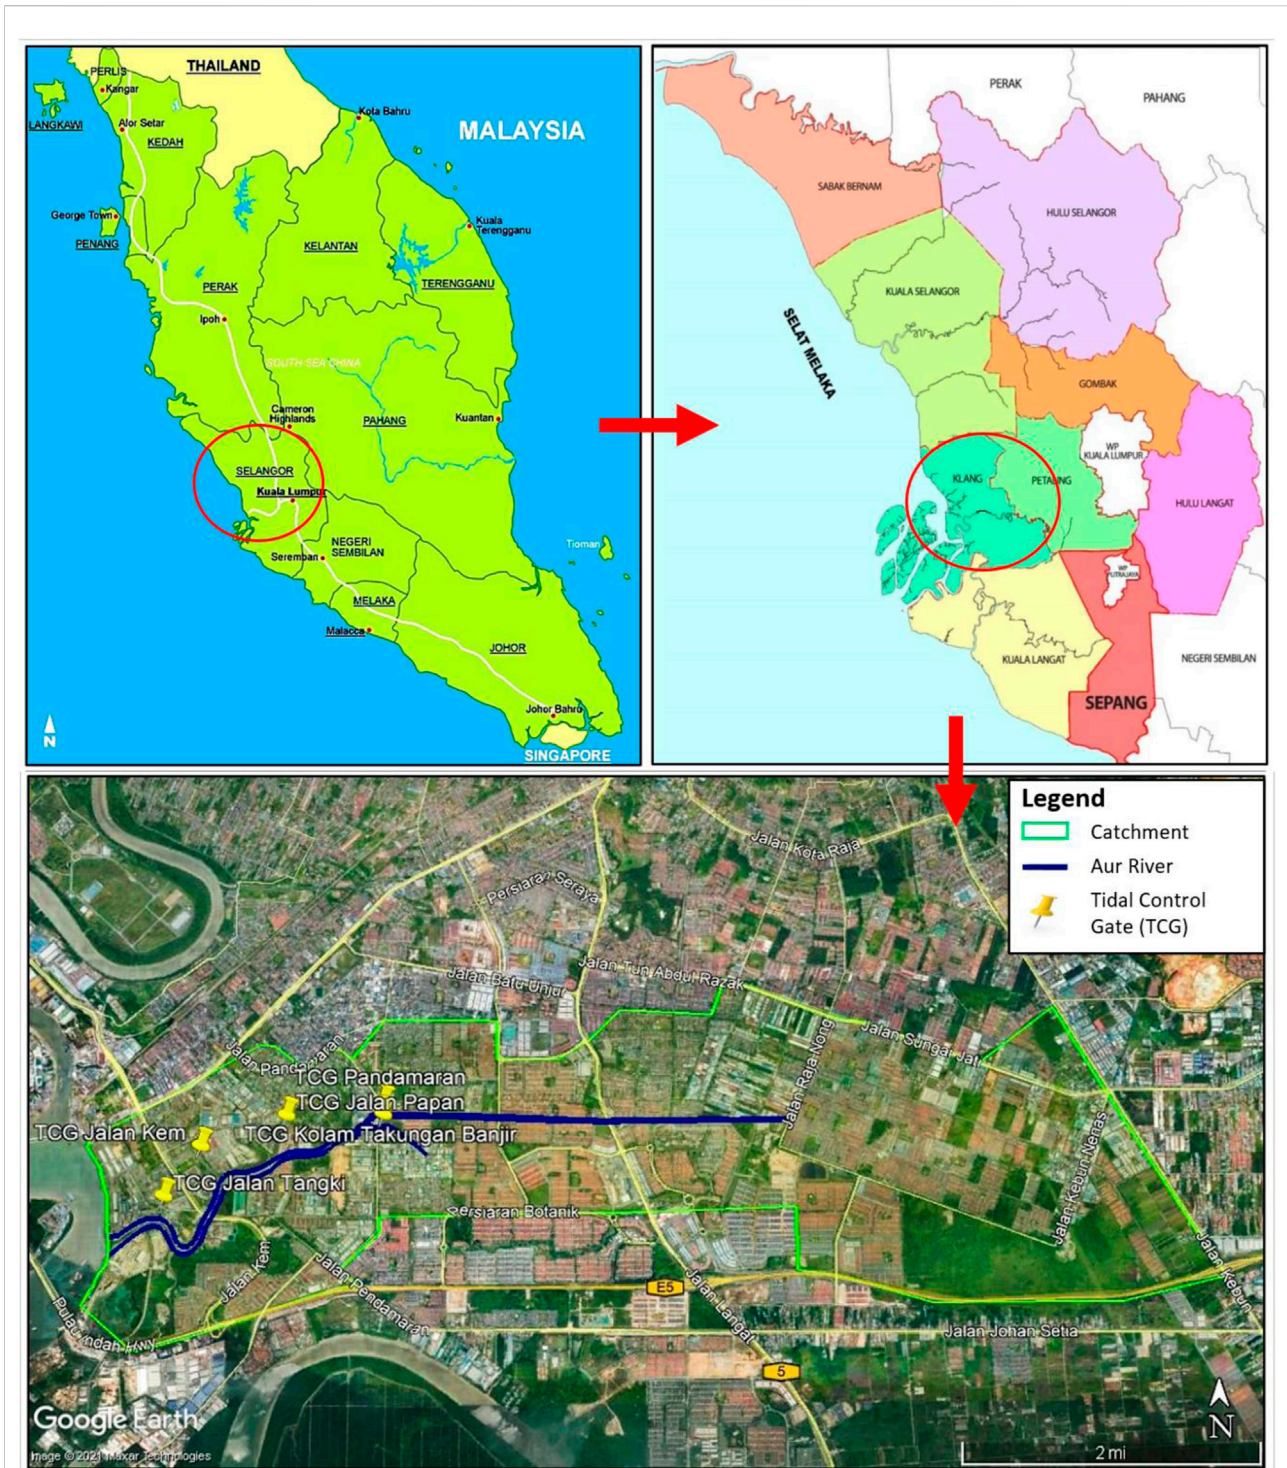 THAILAND
PERLIS
Kangar
LANGKAWI
Alor Setar
KEDAH
Kota Bahru
MALAYSIA
George Town
PENANG
Kuala
Terengganu
KELANTAN
TERENGGANU
PERAK
Ipoh
SOUTH SEA CHINA
Cameron
Highlands
PAHANG
Kuantan
SELANGOR
Kuala Lumpur
NEGERI
SEMBILAN
Seremban
Tioman
MELAKA
Malacca
JOHOR
Johor Bahru
SINGAPORE
N
PERAK
PAHANG
SABAK BERNAM
HULU SELANGOR
KUALA SELANGOR
SELAT MELAKA
GOMBAK
WP
KUALA LUMPUR
KLANG
PETALING
HULU LANGAT
WP
PUTRAJAYA
KUALA LANGAT
NEGERI SEMBILAN
SEPANG
Legend
Catchment
Aur River
Tidal Control
Gate (TCG)
Jalan Kota Raja
Persiaran Seraya
Jalan Batu Unjur
Jalan Tun Abdul Razak
Jalan Sungai Jati
Jalan Raja Nong
Jalan Pandamaran
TCG Pandamaran
TCG Jalan Papan
TCG Jalan Kem
TCG Kolam Takungan Banjir
TCG Jalan Tangki
Jalan Kebun Nenas
Persiaran Botanik
Jalan Kem
Jalan Pendamaran
Jalan Langat
Jalan Kebun
E5
Pulau Indah Hwy
Jalan Johan Setia
5
Google Earth
Image © 2021 Maxar Technologies
N
2 mi